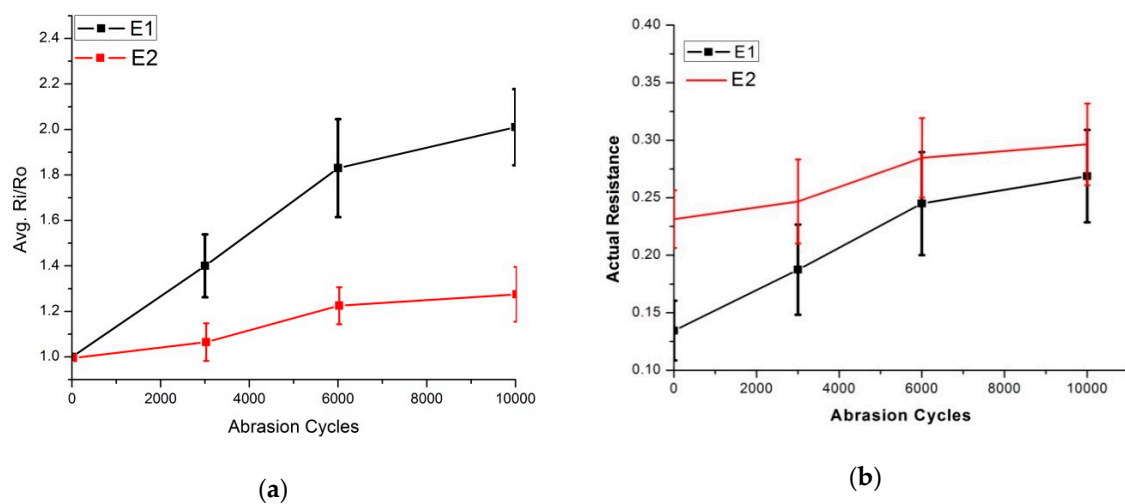 E1
E2
2.4
2.2
2.0
1.8
1.6
1.4
1.2
1.0
Avg. Ri/Ro
0
2000
4000
6000
8000
10000
Abrasion Cycles
(a)
E1
E2
0.40
0.35
0.30
0.25
0.20
0.15
0.10
Actual Resistance
0
2000
4000
6000
8000
10000
Abrasion Cycles
(b)